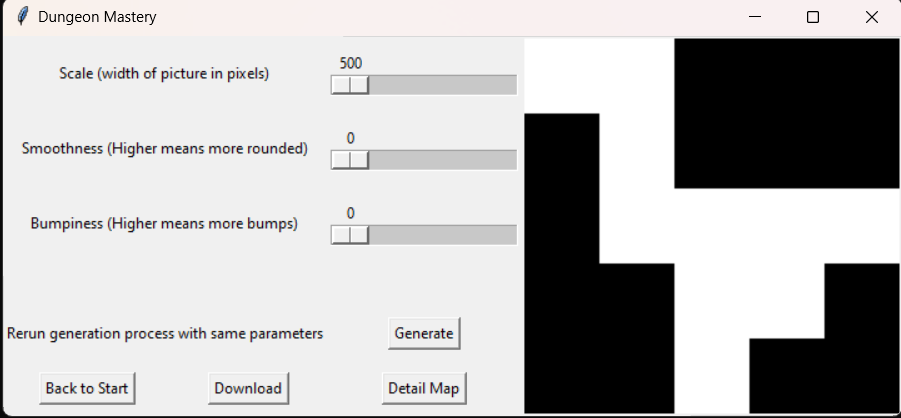 Dungeon Mastery
Scale (width of picture in pixels)
500
Smoothness (Higher means more rounded)
0
Bumpiness (Higher means more bumps)
0
Rerun generation process with same parameters
Generate
Back to Start
Download
Detail Map